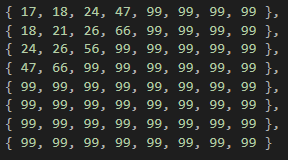 { 17, 18, 24, 47, 99, 99, 99, 99 },
{ 18, 21, 26, 66, 99, 99, 99, 99 },
{ 24, 26, 56, 99, 99, 99, 99, 99 },
{ 47, 66, 99, 99, 99, 99, 99, 99 },
{ 99, 99, 99, 99, 99, 99, 99, 99 },
{ 99, 99, 99, 99, 99, 99, 99, 99 },
{ 99, 99, 99, 99, 99, 99, 99, 99 },
{ 99, 99, 99, 99, 99, 99, 99, 99 }